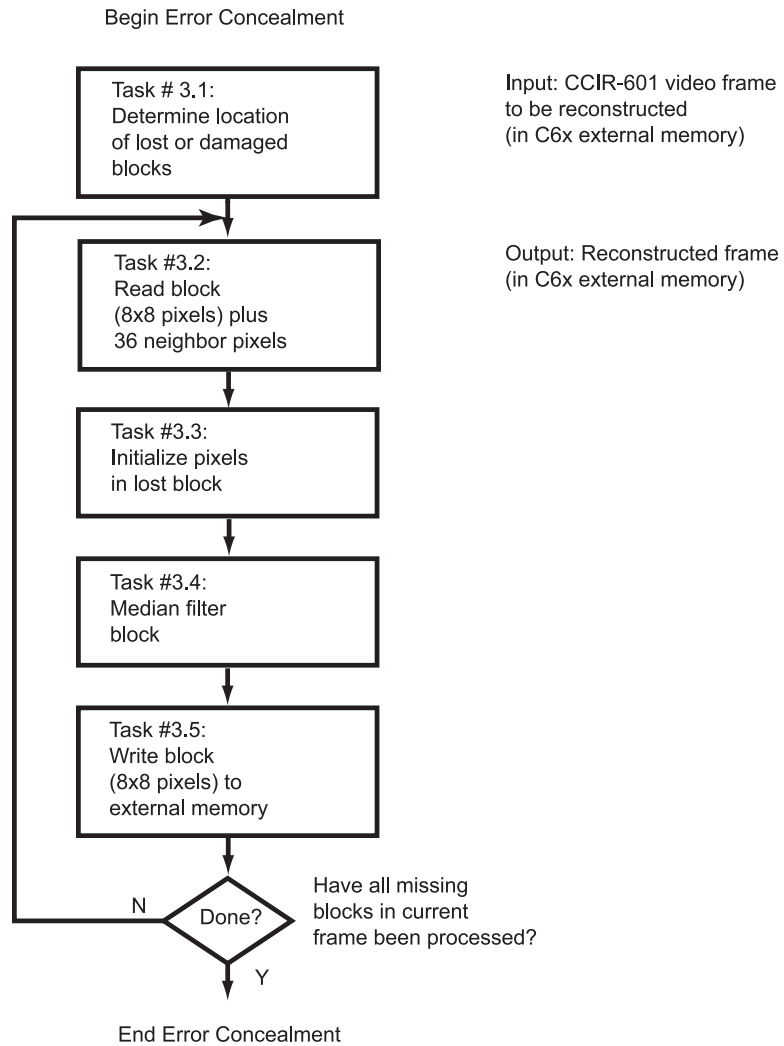 Begin Error Concealment
Task # 3.1:
Determine location
of lost or damaged
blocks
Input: CCIR-601 video frame
to be reconstructed
(in C6x external memory)
Task #3.2:
Read block
(8x8 pixels) plus
36 neighbor pixels
Output: Reconstructed frame
(in C6x external memory)
Task #3.3:
Initialize pixels
in lost block
Task #3.4:
Median filter
block
Task #3.5:
Write block
(8x8 pixels) to
external memory
N
Done?
Have all missing
blocks in current
frame been processed?
Y
End Error Concealment